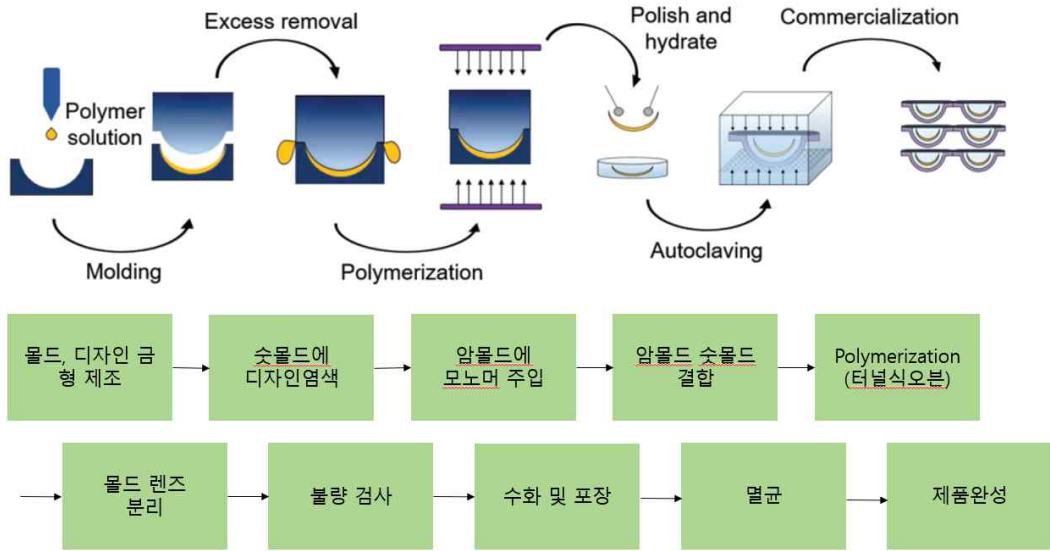 Excess removal
Polish and
hydrate
Commercialization
Polymer
solution
Molding
Polymerization
Autoclaving
몰드, 디자인 금
형 제조
숫몰드에
디자인염색
암몰드에
모노머 주입
암몰드 숫몰드
결합
Polymerization
(터널식오븐)
몰드 렌즈
분리
불량 검사
수화 및 포장
멸균
제품완성